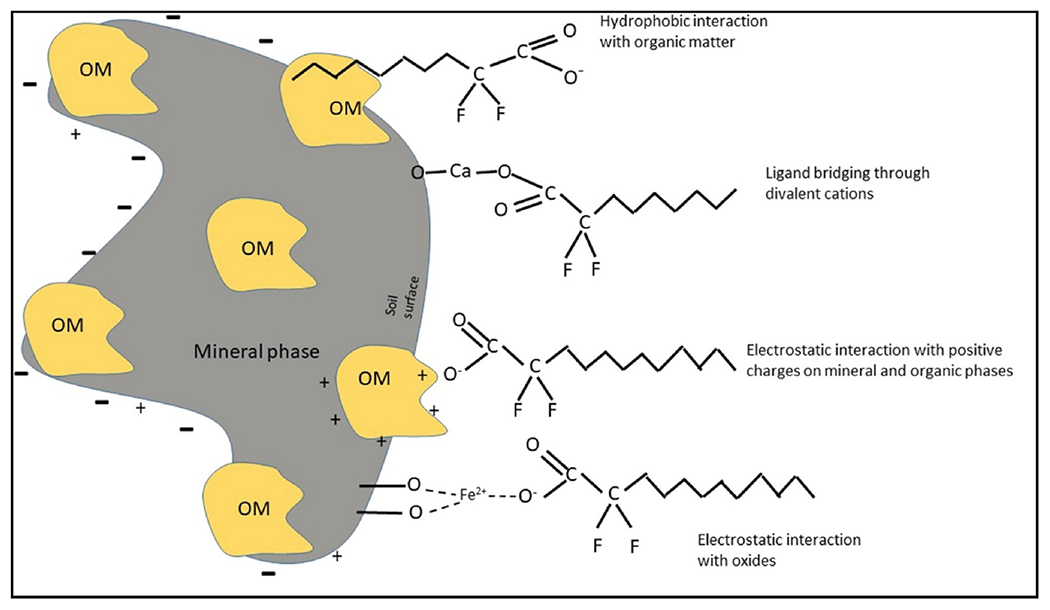 Hydrophobic interaction
with organic matter
OM
OM
C
O
O-
C
F F
O Ca O
C
O
C
F F
Ligand bridging through
divalent cations
OM
Soil
surface
OM
Mineral phase
OM
O
C
O-
C
F F
Electrostatic interaction with positive
charges on mineral and organic phases
OM
O
O
Fe2+
O-
O
C
C
F F
Electrostatic interaction
with oxides